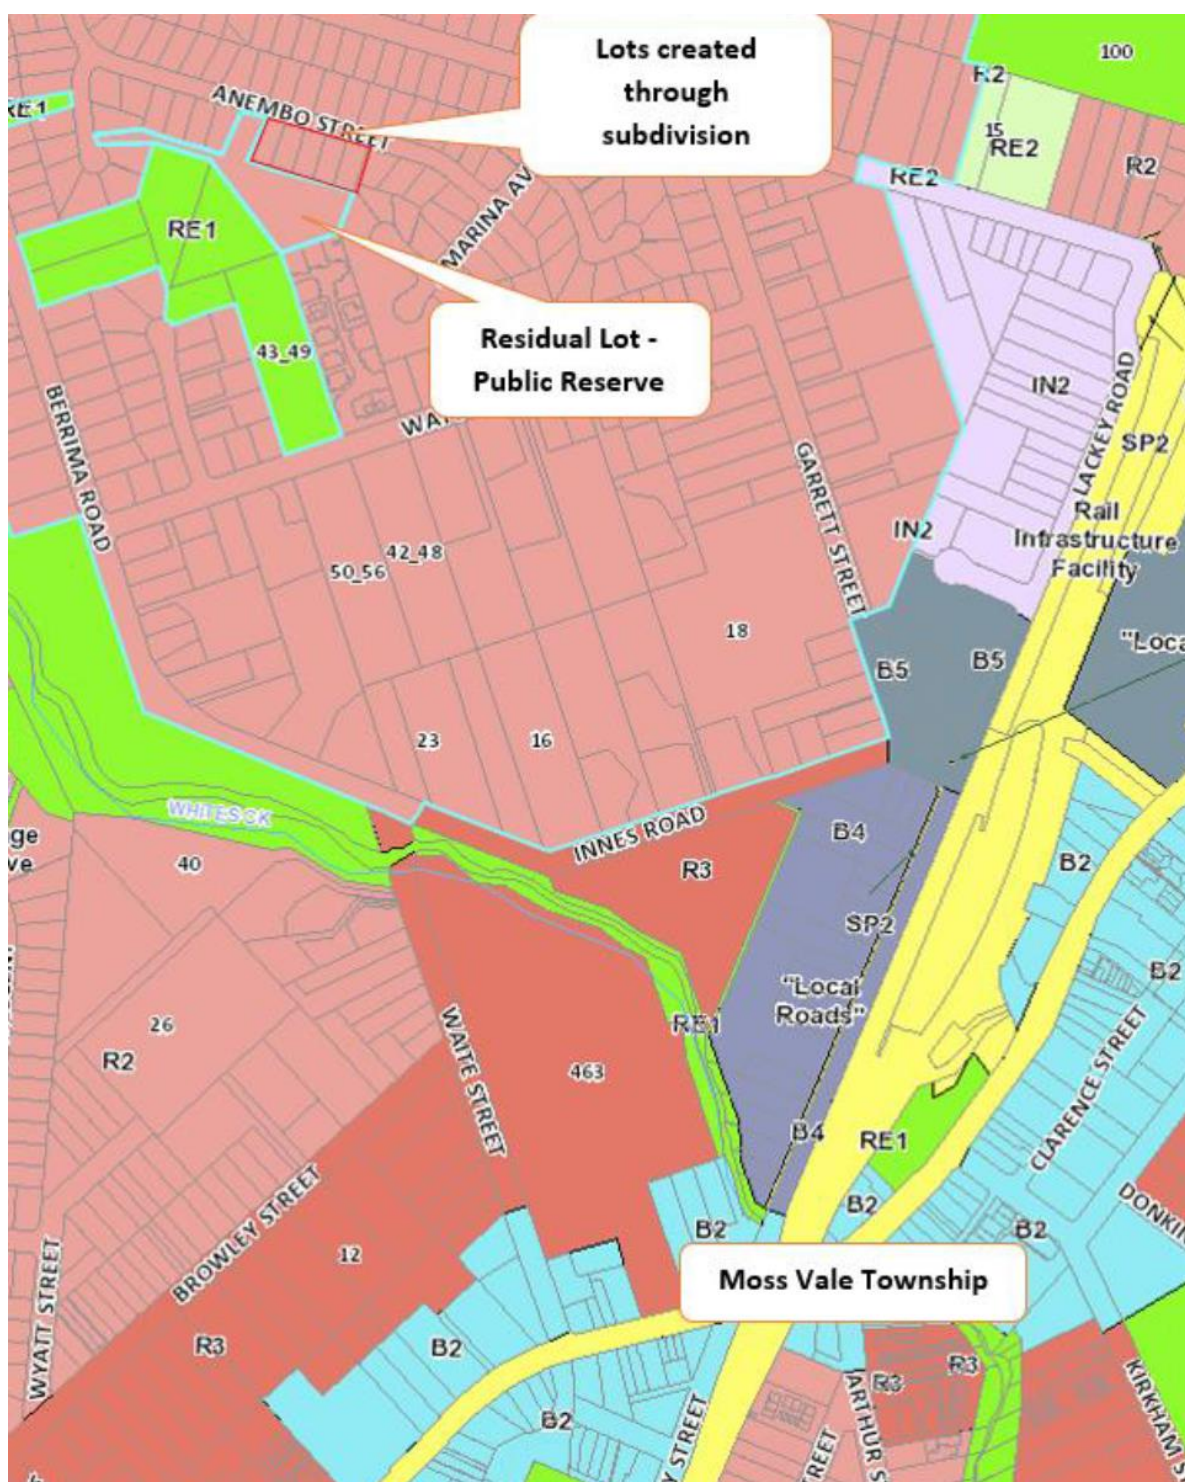 Lots created
through
subdivision
100
R2
15
RE2
R2
RE1
ANEMBO STREET
RE2
MARINA AV
RE1
Residual Lot -
Public Reserve
43_49
IN2
LACKEY ROAD
SP2
BERRIMA ROAD
GARRETT STREET
Rail
Infrastructure
Facility
IN2
42_48
50_56
18
B5
B5
23
16
WHITES CK
INNES ROAD
B4
R3
B2
40
SP2
B2
"Local
Roads"
26
R2
RE1
WAITE STREET
463
CLARENCE STREET
B4
RE1
BROWLEY STREET
B2
B2
B2
12
Moss Vale Township
WYATT STREET
R3
B2
R3
R3
B2